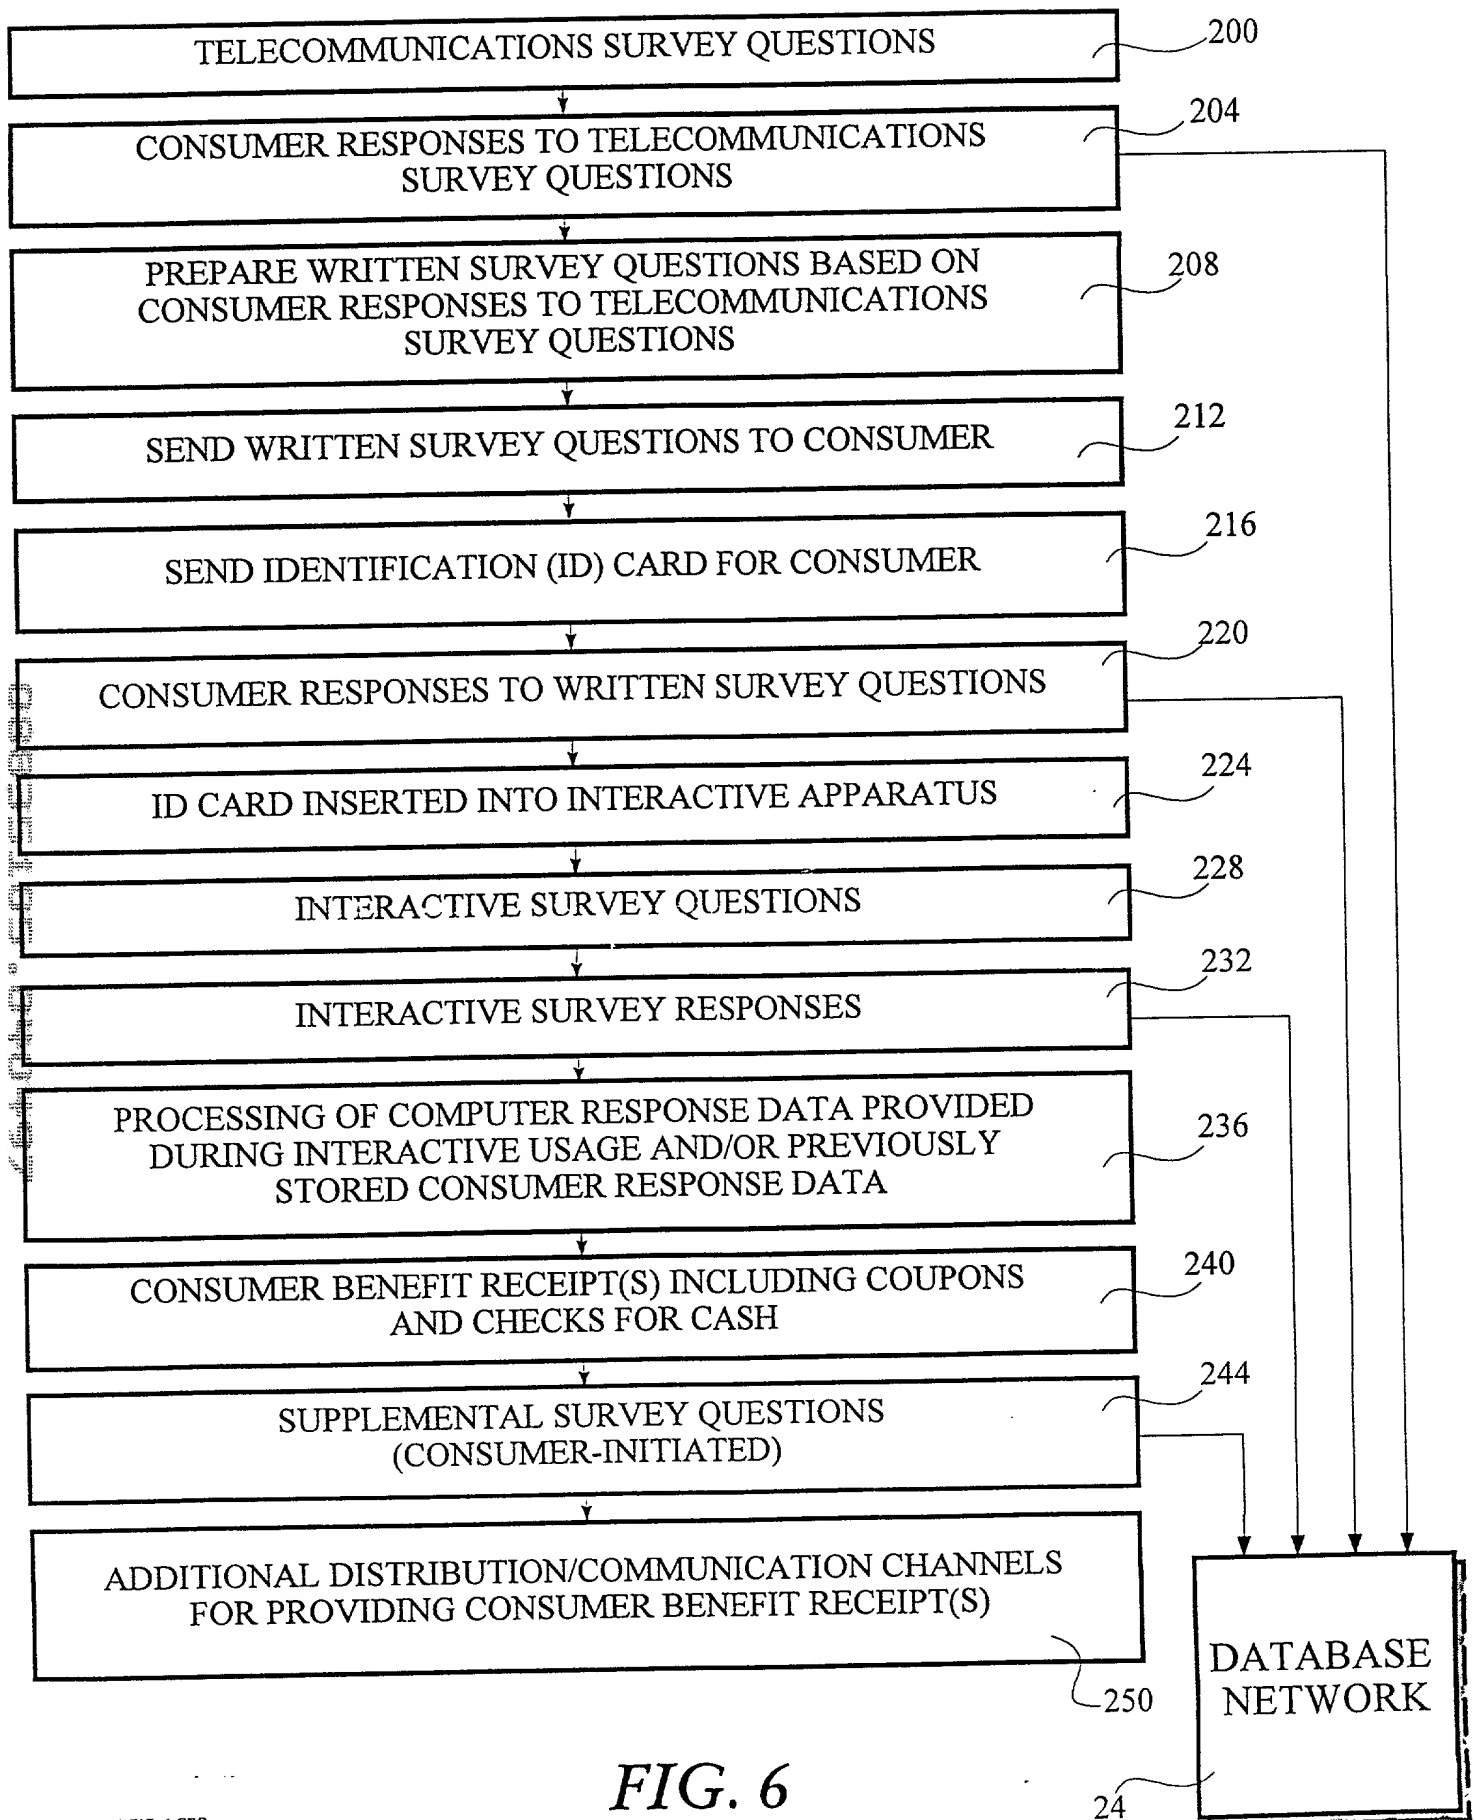 TELECOMMUNICATIONS SURVEY QUESTIONS
200
CONSUMER RESPONSES TO TELECOMMUNICATIONS
SURVEY QUESTIONS
204
PREPARE WRITTEN SURVEY QUESTIONS BASED ON
CONSUMER RESPONSES TO TELECOMMUNICATIONS
SURVEY QUESTIONS
208
SEND WRITTEN SURVEY QUESTIONS TO CONSUMER
212
SEND IDENTIFICATION (ID) CARD FOR CONSUMER
216
CONSUMER RESPONSES TO WRITTEN SURVEY QUESTIONS
220
ID CARD INSERTED INTO INTERACTIVE APPARATUS
224
INTERACTIVE SURVEY QUESTIONS
228
INTERACTIVE SURVEY RESPONSES
232
PROCESSING OF COMPUTER RESPONSE DATA PROVIDED
DURING INTERACTIVE USAGE AND/OR PREVIOUSLY
STORED CONSUMER RESPONSE DATA
236
CONSUMER BENEFIT RECEIPT(S) INCLUDING COUPONS
AND CHECKS FOR CASH
240
SUPPLEMENTAL SURVEY QUESTIONS
(CONSUMER-INITIATED)
244
ADDITIONAL DISTRIBUTION/COMMUNICATION CHANNELS
FOR PROVIDING CONSUMER BENEFIT RECEIPT(S)
250
DATABASE
NETWORK
24
FIG. 6